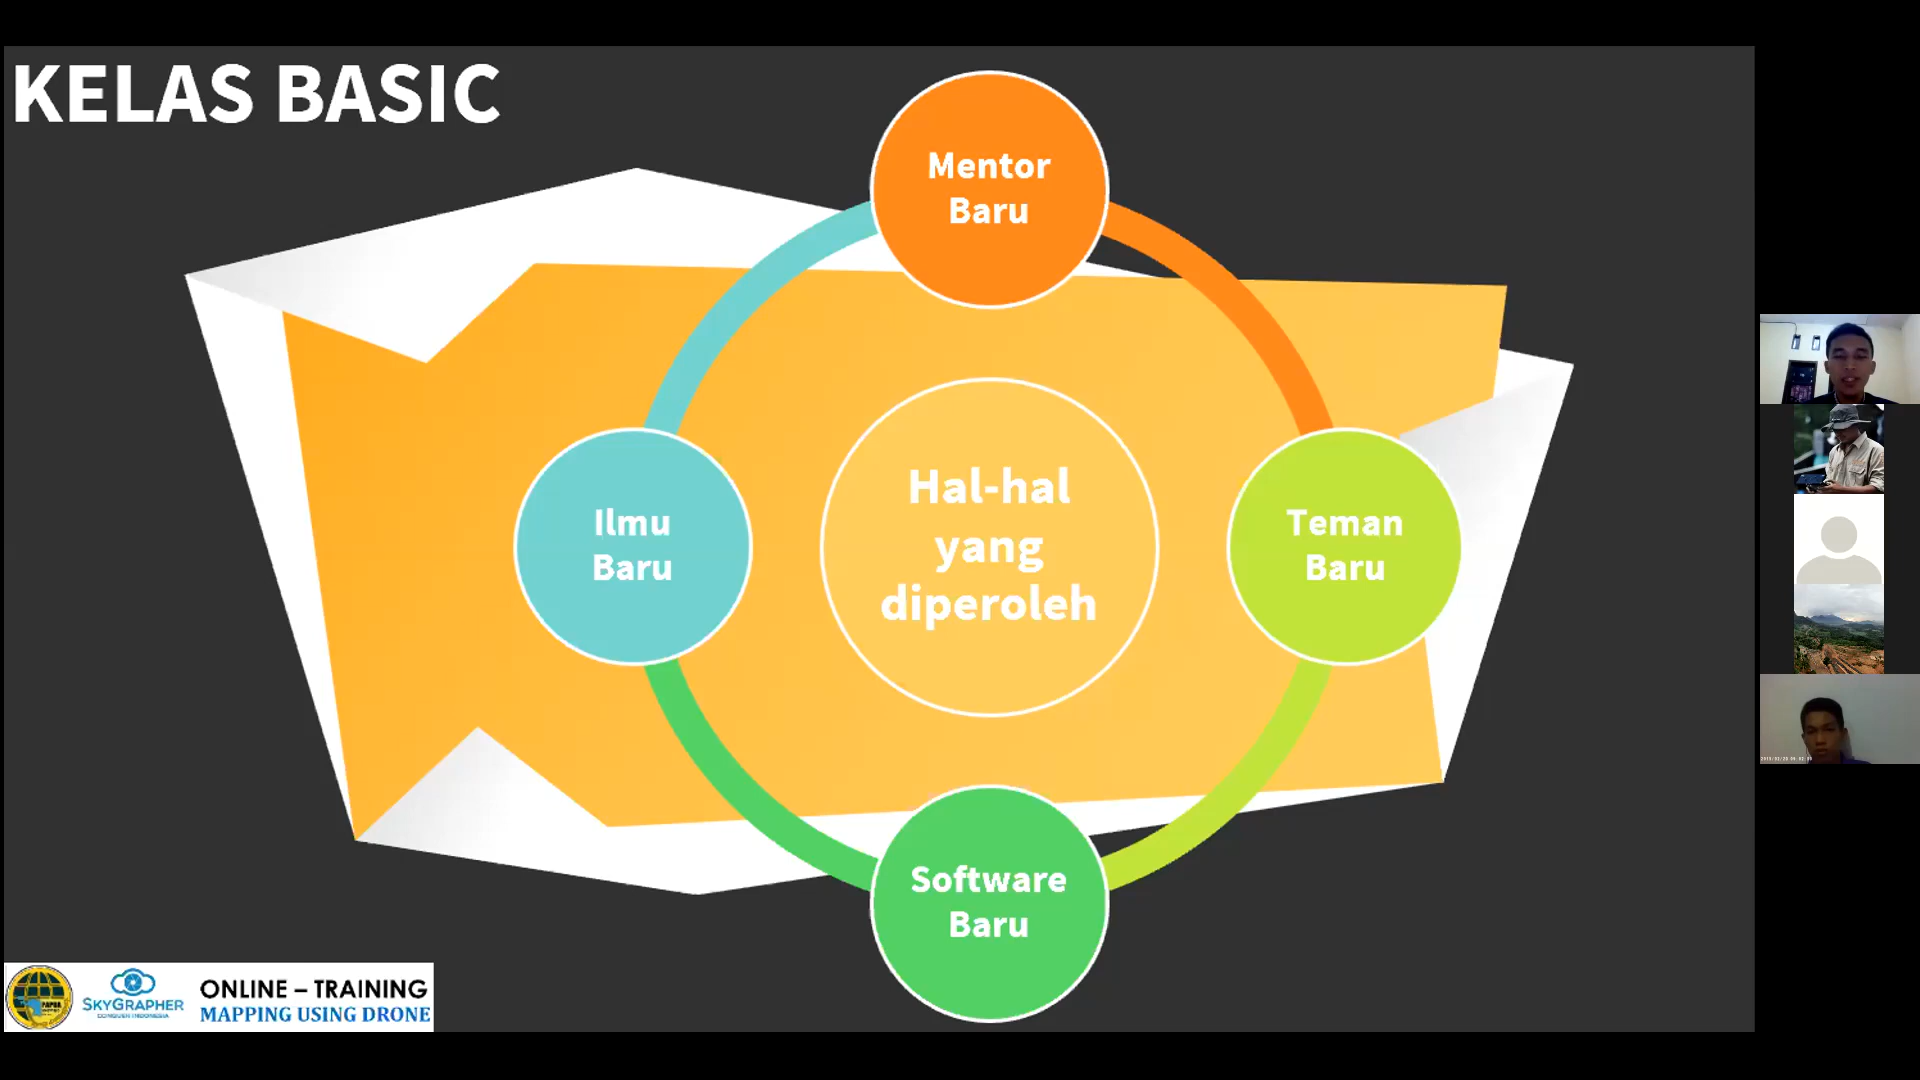 KELAS BASIC
Mentor
Baru
Ilmu
Baru
Hal-hal
yang
diperoleh
Teman
Baru
Software
Baru
PAPUA
SKYGRAPHER
CONQUER INDONESIA
ONLINE – TRAINING
MAPPING USING DRONE